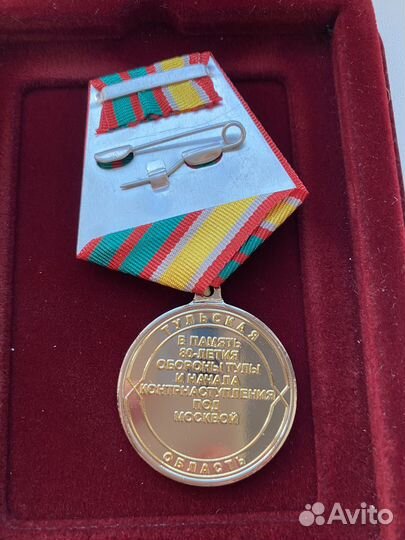 ТУЛЬСКАЯ
В ПАМЯТЬ
80-ЛЕТИЯ
ОБОРОНЫ ТУЛЫ
И НАЧАЛА
КОНТРНАСТУПЛЕНИЯ
ПОД
МОСКВОЙ
ОБЛАСТЬ
Avito